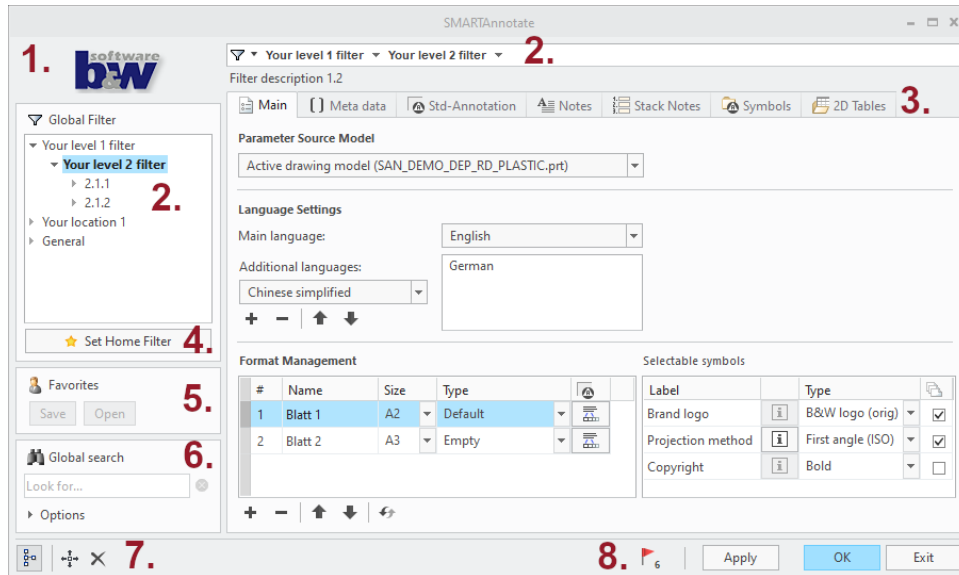 SMARTAnnotate
1.
software
b&w
Your level 1 filter Your level 2 filter 2.
Filter description 1.2
Main Meta data Std-Annotation Notes Stack Notes Symbols 2D Tables 3.
Global Filter
Your level 1 filter
Your level 2 filter
2.1.1
2.1.2
2.
Your location 1
General
Set Home Filter 4.
Favorites
Save Open 5.
Global search 6.
Look for...
Options
Parameter Source Model
Active drawing model (SAN_DEMO_DEP_RD_PLASTIC.prt)
Language Settings
Main language: English
Additional languages: German
Chinese simplified
Format Management
# Name Size Type
1 Blatt 1 A2 Default
2 Blatt 2 A3 Empty
Selectable symbols
Label Type
Brand logo i B&W logo (orig)
Projection method i First angle (ISO)
Copyright i Bold
7.
8. 6 Apply OK Exit